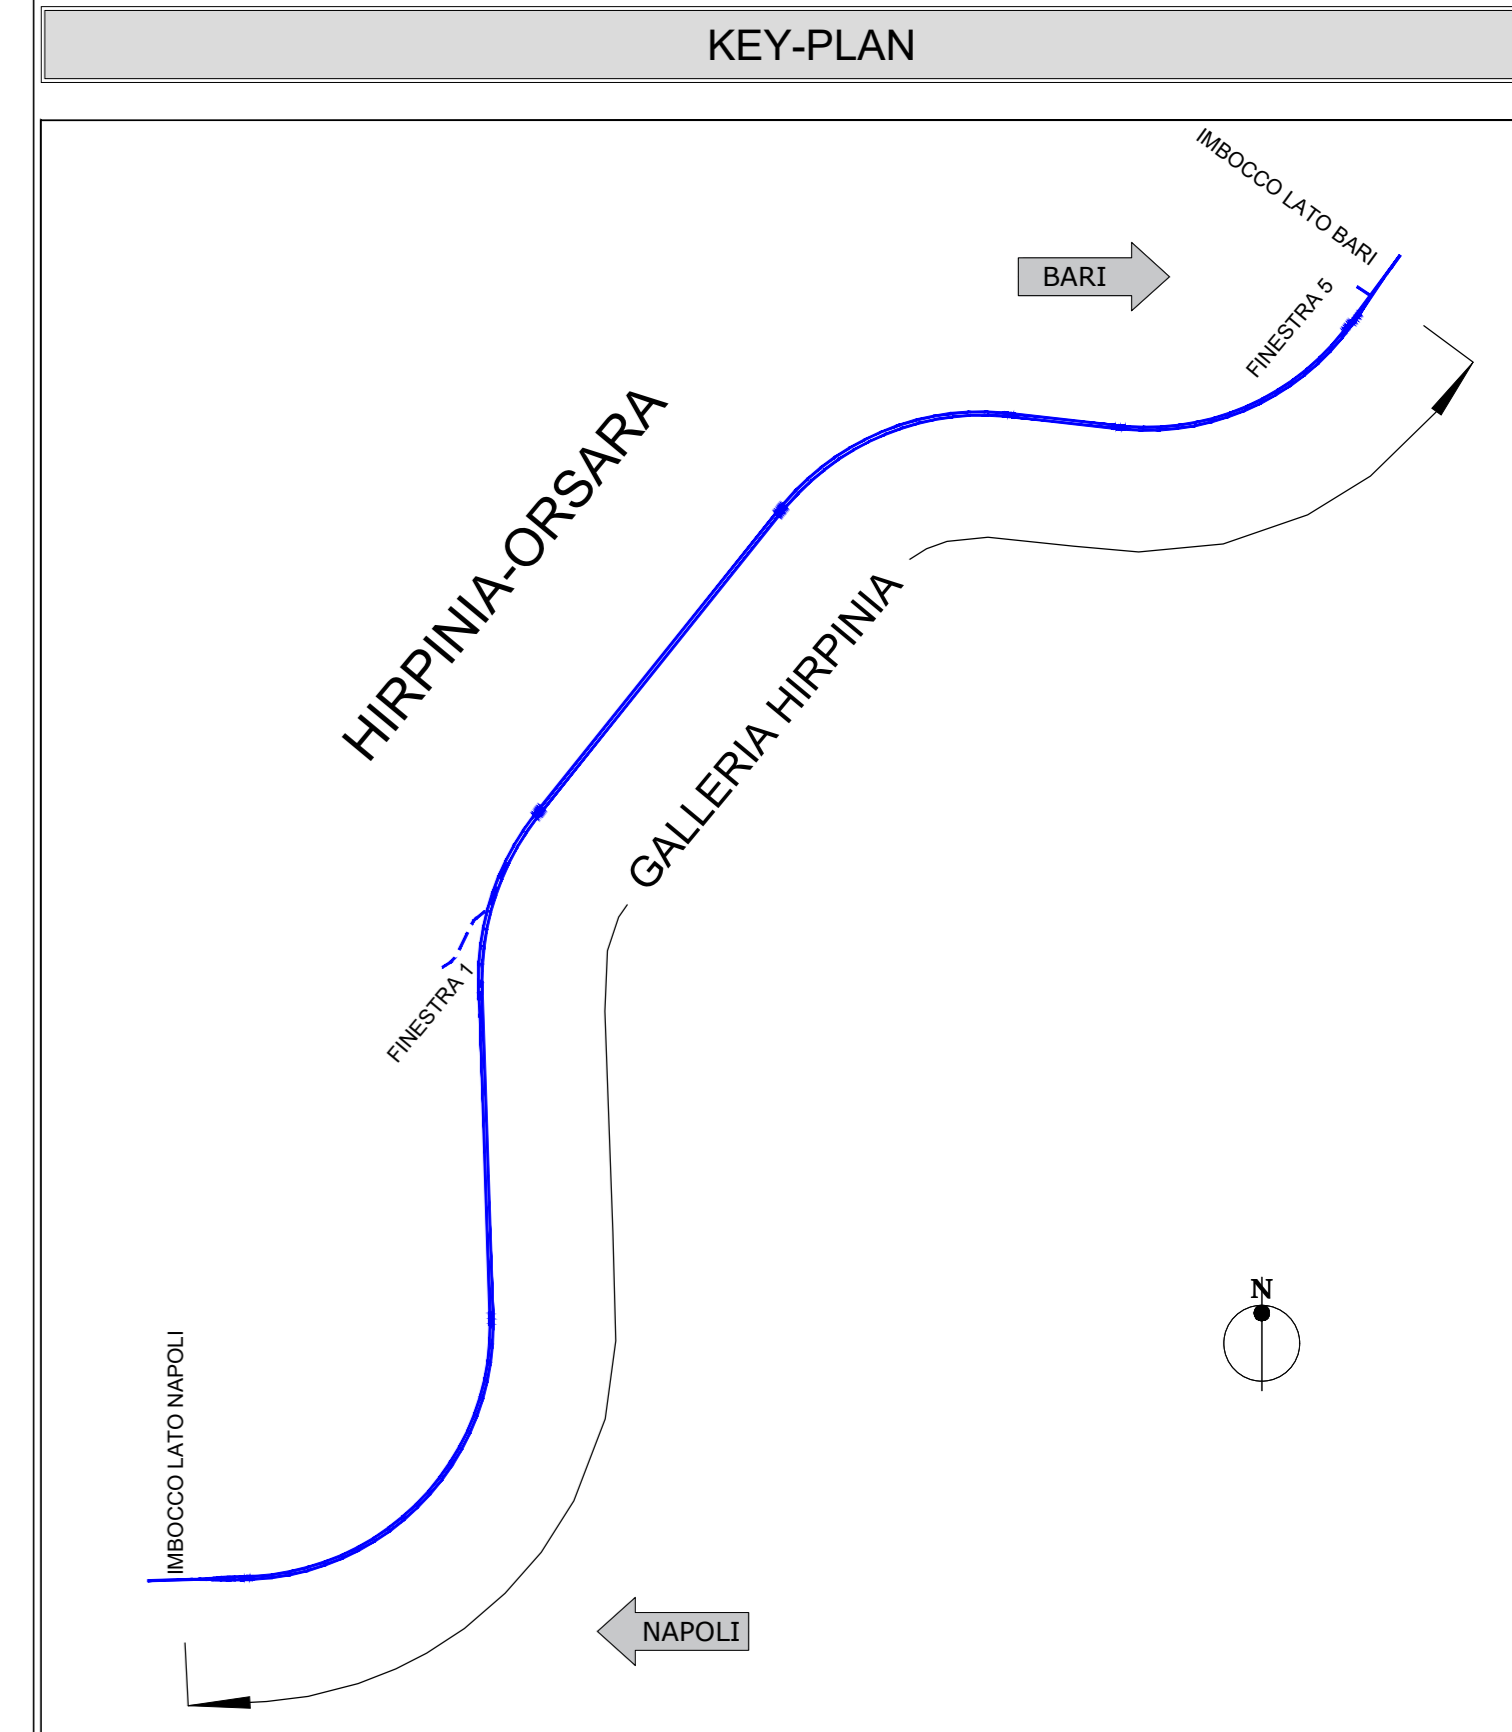 KEY-PLAN
IMBOCCO LATO BARI
BARI
FINESTRA 5
HIRPINIA-ORSARA
GALLERIA HIRPINIA
FINESTRA 1
N
IMBOCCO LATO NAPOLI
NAPOLI